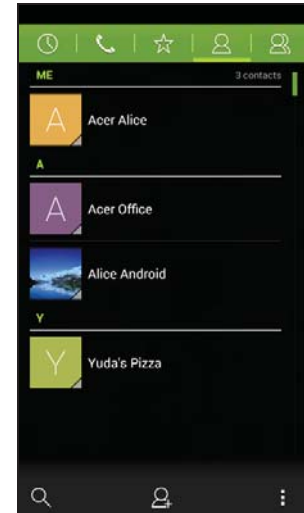 ME 3 contacts
A Acer Alice
A
A Acer Office
Alice Android
Y
Y Yuda's Pizza